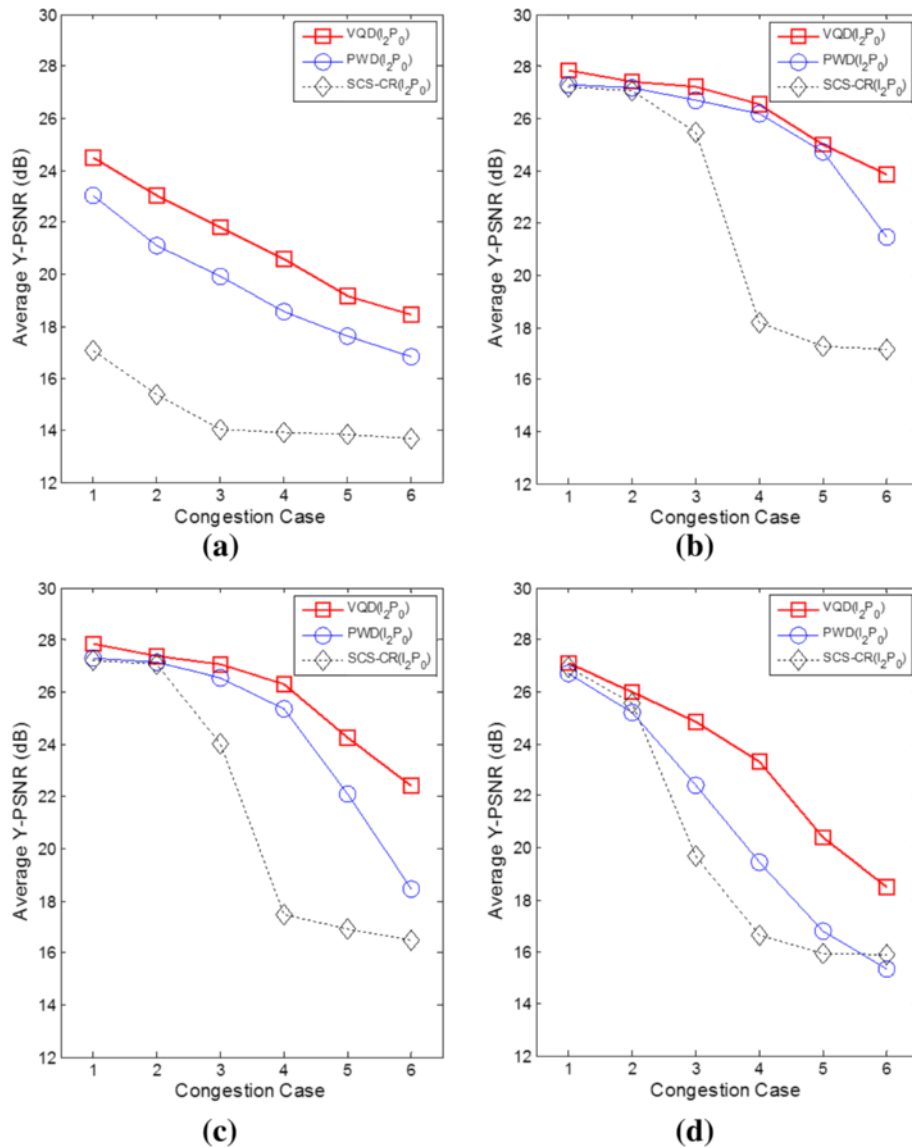 30
28
26
24
22
20
18
16
14
12
Average Y-PSNR (dB)
VQD(I₂P₀)
PWD(I₂P₀)
SCS-CR(I₂P₀)
1 2 3 4 5 6
Congestion Case
(a)
30
28
26
24
22
20
18
16
14
12
Average Y-PSNR (dB)
VQD(I₂P₀)
PWD(I₂P₀)
SCS-CR(I₂P₀)
1 2 3 4 5 6
Congestion Case
(b)
30
28
26
24
22
20
18
16
14
12
Average Y-PSNR (dB)
VQD(I₂P₀)
PWD(I₂P₀)
SCS-CR(I₂P₀)
1 2 3 4 5 6
Congestion Case
(c)
30
28
26
24
22
20
18
16
14
12
Average Y-PSNR (dB)
VQD(I₂P₀)
PWD(I₂P₀)
SCS-CR(I₂P₀)
1 2 3 4 5 6
Congestion Case
(d)